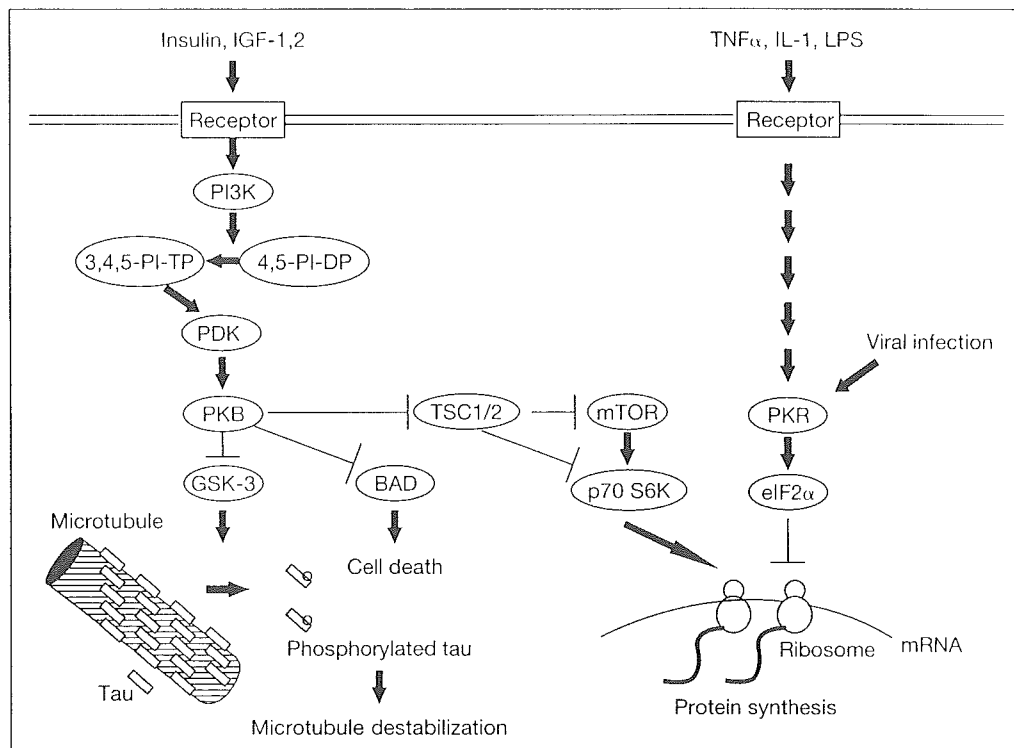 Insulin, IGF-1,2
TNFα, IL-1, LPS
Receptor
Receptor
PI3K
3,4,5-PI-TP
4,5-PI-DP
PDK
Viral infection
PKB
TSC1/2
mTOR
PKR
GSK-3
BAD
p70 S6K
eIF2α
Microtubule
Cell death
Phosphorylated tau
Ribosome
mRNA
Tau
Protein synthesis
Microtubule destabilization